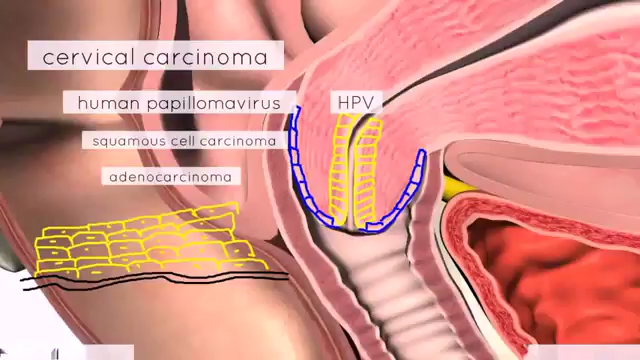 cervical carcinoma
human papillomavirus
HPV
squamous cell carcinoma
adenocarcinoma